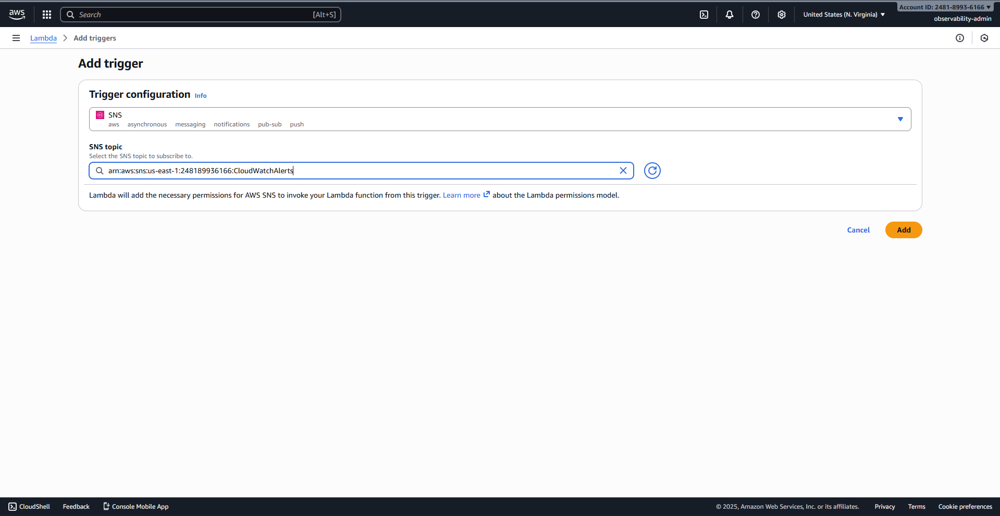 aws
Search [Alt+S]
United States (N. Virginia)
Account ID: 2481-8993-6166
observability-admin
Lambda
Add triggers
Add trigger
Trigger configuration Info
SNS
aws asynchronous messaging notifications pub-sub push
SNS topic
Select the SNS topic to subscribe to.
arn:aws:sns:us-east-1:248189936166:CloudWatchAlerts
Lambda will add the necessary permissions for AWS SNS to invoke your Lambda function from this trigger. Learn more about the Lambda permissions model.
Cancel Add
CloudShell Feedback Console Mobile App © 2025, Amazon Web Services, Inc. or its affiliates. Privacy Terms Cookie preferences